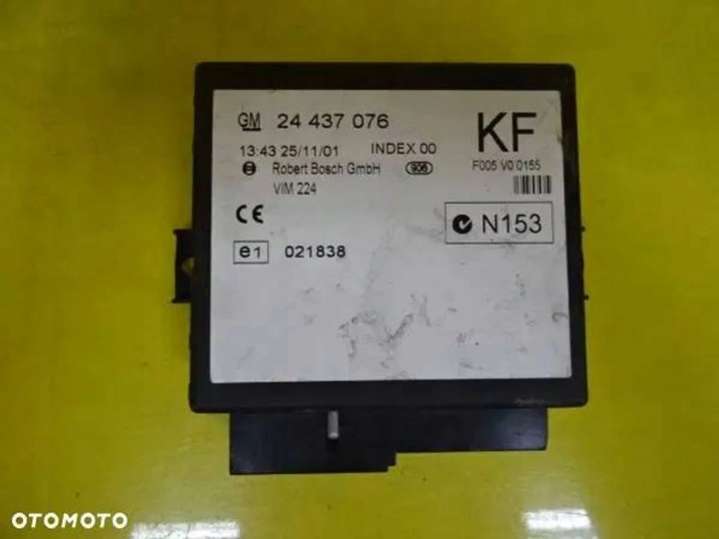 GM 24 437 076 KF
13:43 25/11/01 INDEX 00 F005 V0 0155
Robert Bosch GmbH 906
VIM 224
CE N153
e1 021838
OTOMOTO